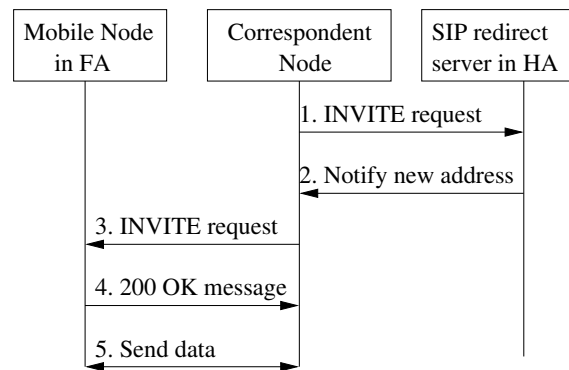 Mobile Node
in FA
Correspondent
Node
SIP redirect
server in HA
1. INVITE request
2. Notify new address
3. INVITE request
4. 200 OK message
5. Send data